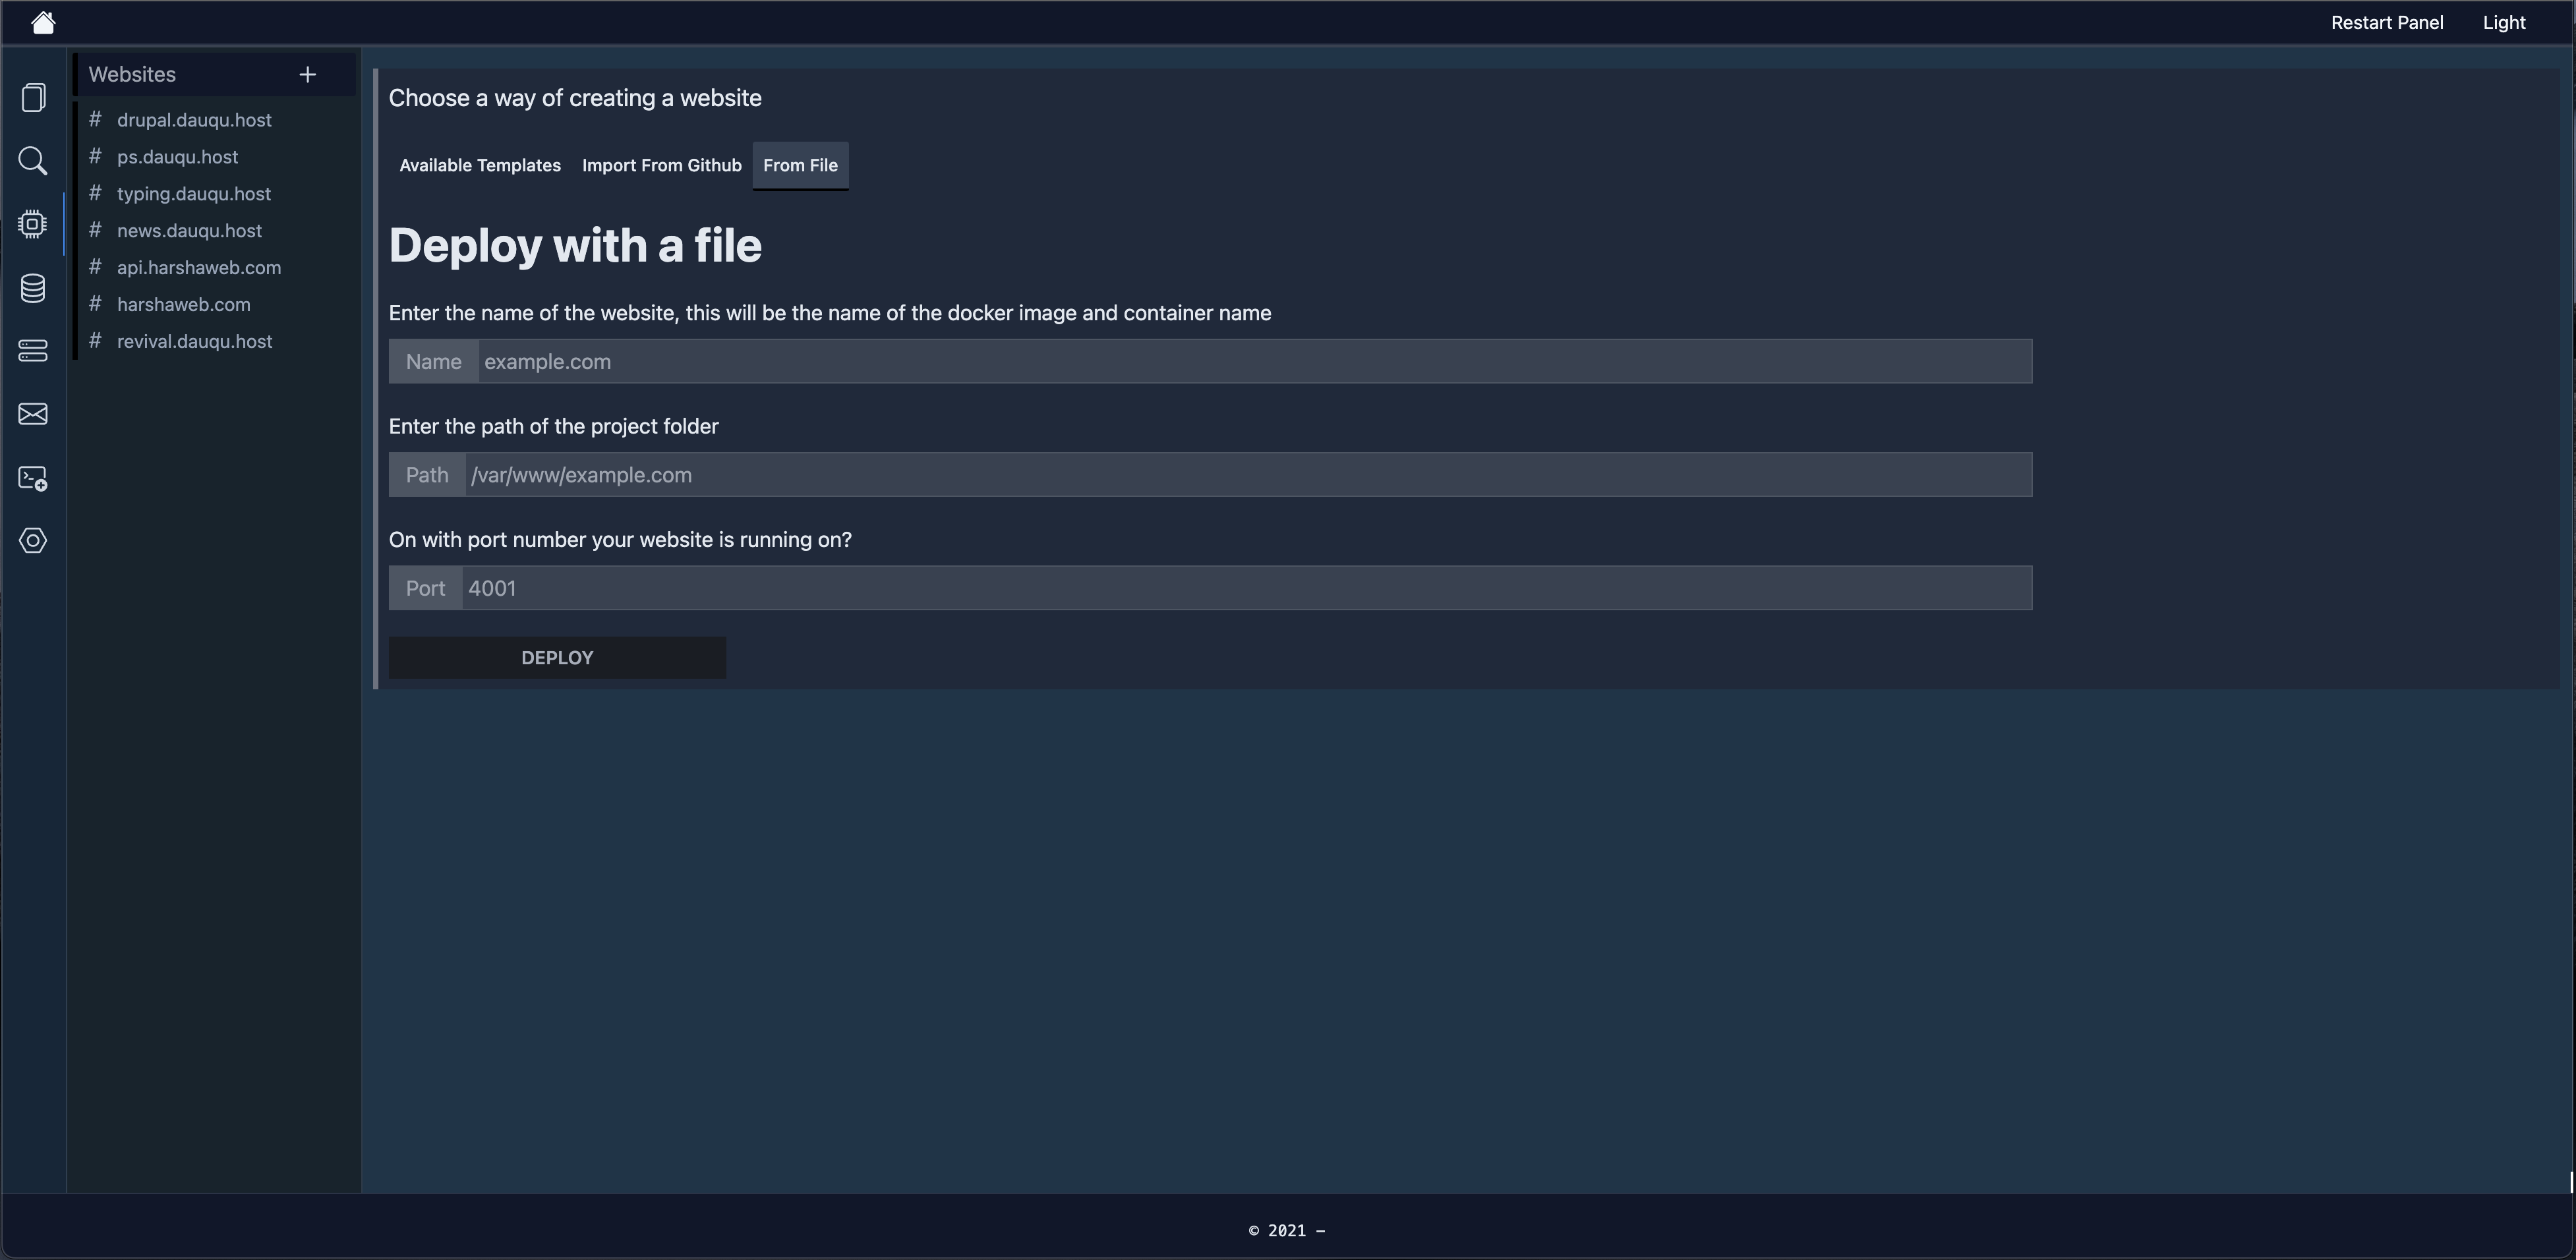 Restart Panel Light
Websites +
# drupal.dauqu.host
# ps.dauqu.host
# typing.dauqu.host
# news.dauqu.host
# api.harshaweb.com
# harshaweb.com
# revival.dauqu.host
Choose a way of creating a website
Available Templates Import From Github From File
Deploy with a file
Enter the name of the website, this will be the name of the docker image and container name
Name example.com
Enter the path of the project folder
Path /var/www/example.com
On with port number your website is running on?
Port 4001
DEPLOY
© 2021 —